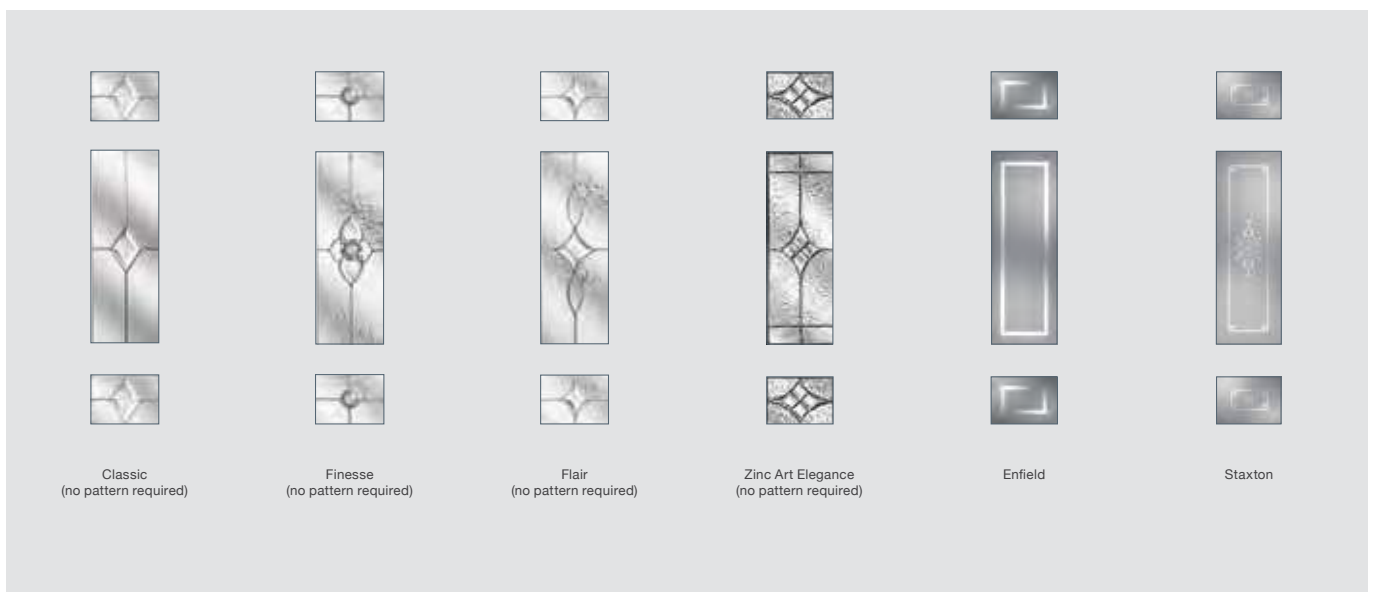 Classic
(no pattern required)
Finesse
(no pattern required)
Flair
(no pattern required)
Zinc Art Elegance
(no pattern required)
Enfield
Staxton